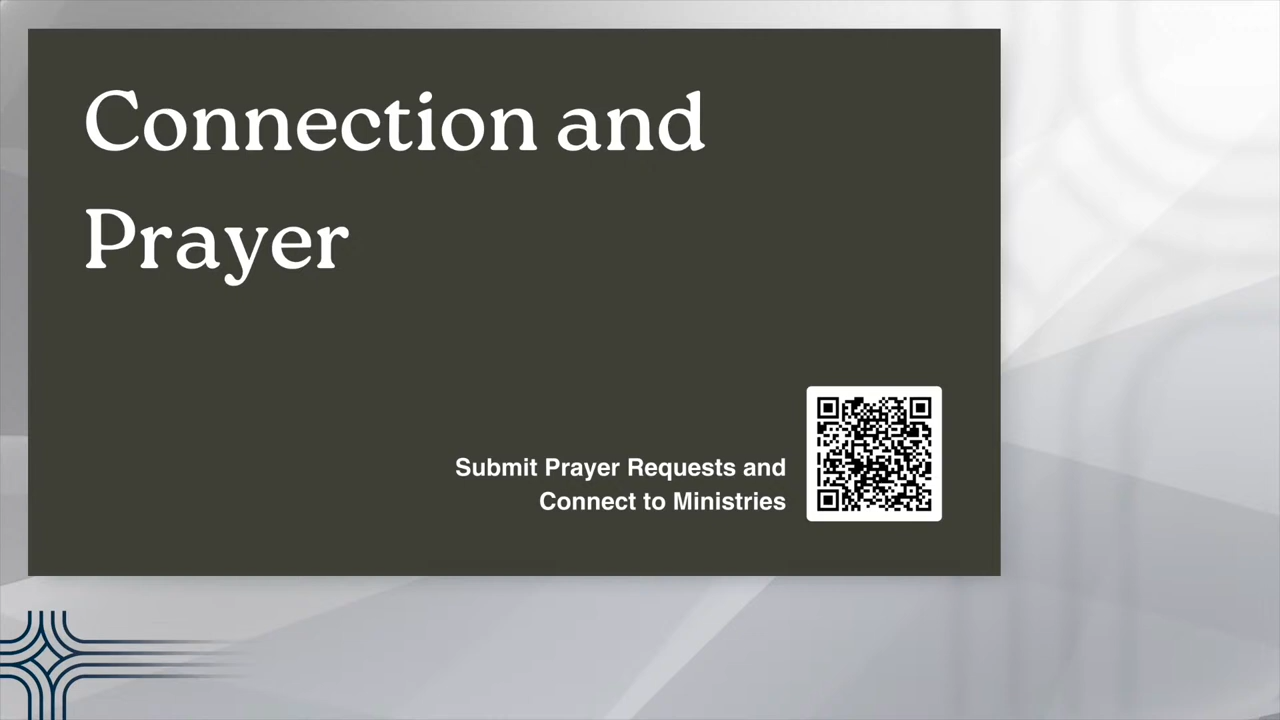 Connection and
Prayer
Submit Prayer Requests and
Connect to Ministries